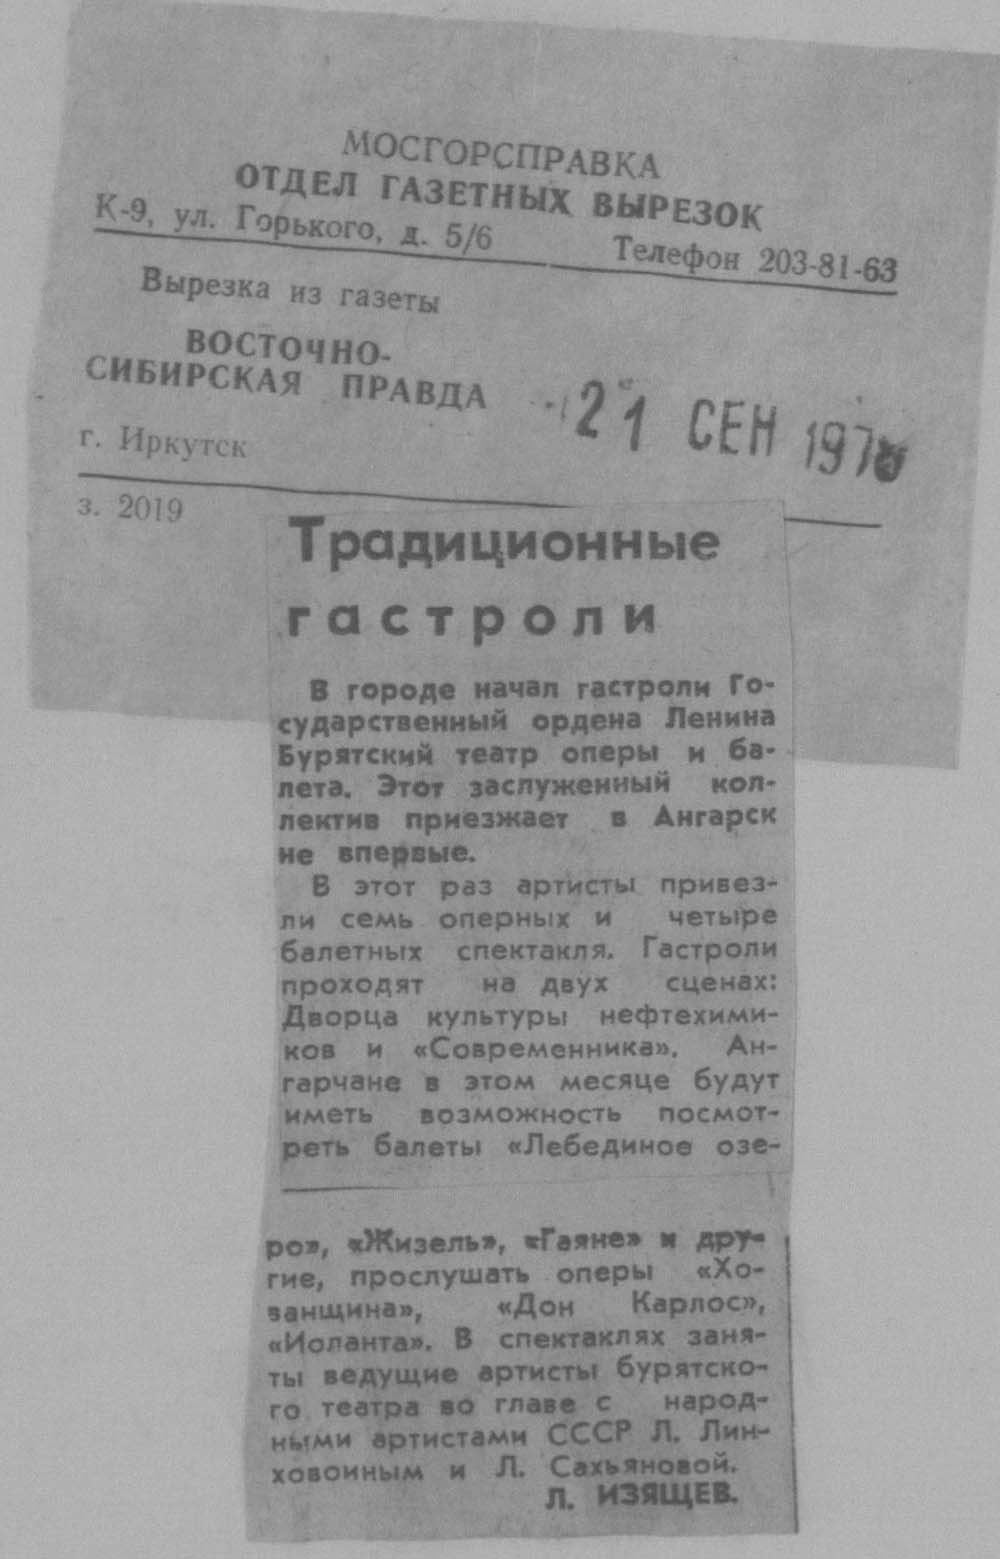 МОСГОРСПРАВКА
ОТДЕЛ ГАЗЕТНЫХ ВЫРЕЗОК
К-9, ул. Горького, д. 5/6 Телефон 203-81-63
Вырезка из газеты
ВОСТОЧНО-
СИБИРСКАЯ ПРАВДА
21 СЕН
г. Иркутск
з. 2019
Традиционные
гастроли
В городе начал гастроли Го-
сударственный ордена Ленина
Бурятский театр оперы и ба-
лета. Этот заслуженный кол-
лектив приезжает в Ангарск
не впервые.
В этот раз артисты привез-
ли семь оперных и четыре
балетных спектакля. Гастроли
проходят на двух сценах:
Дворца культуры нефтехими-
ков и «Современника». Ан-
гарчане в этом месяце будут
иметь возможность посмот-
реть балеты «Лебединое озе-
ро», «Жизель», «Гаяне» и дру-
гие, прослушать оперы «Хо-
ванщина», «Дон Карлос»,
«Иоланта». В спектаклях заня-
ты ведущие артисты бурятско-
го театра во главе с народ-
ными артистами СССР Л. Лин-
ховоиным и Л. Сахьяновой.
Л. ИЗЯЩЕВ.